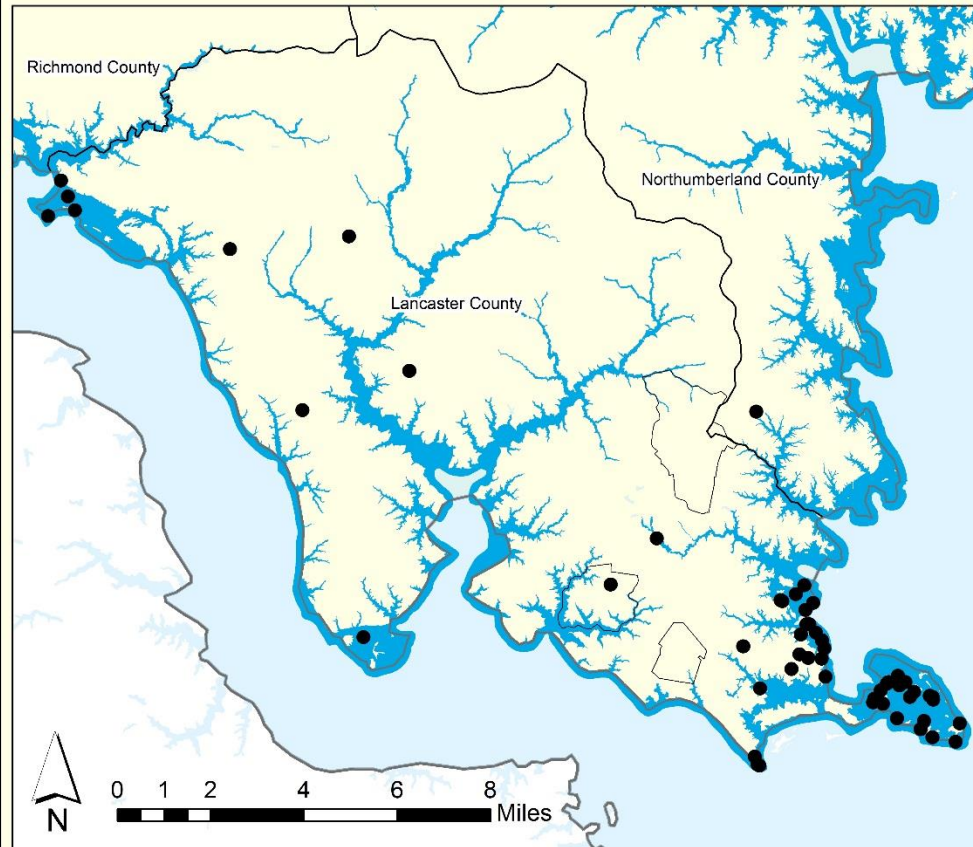 Richmond County
Northumberland County
Lancaster County
N
0 1 2 4 6 8
Miles